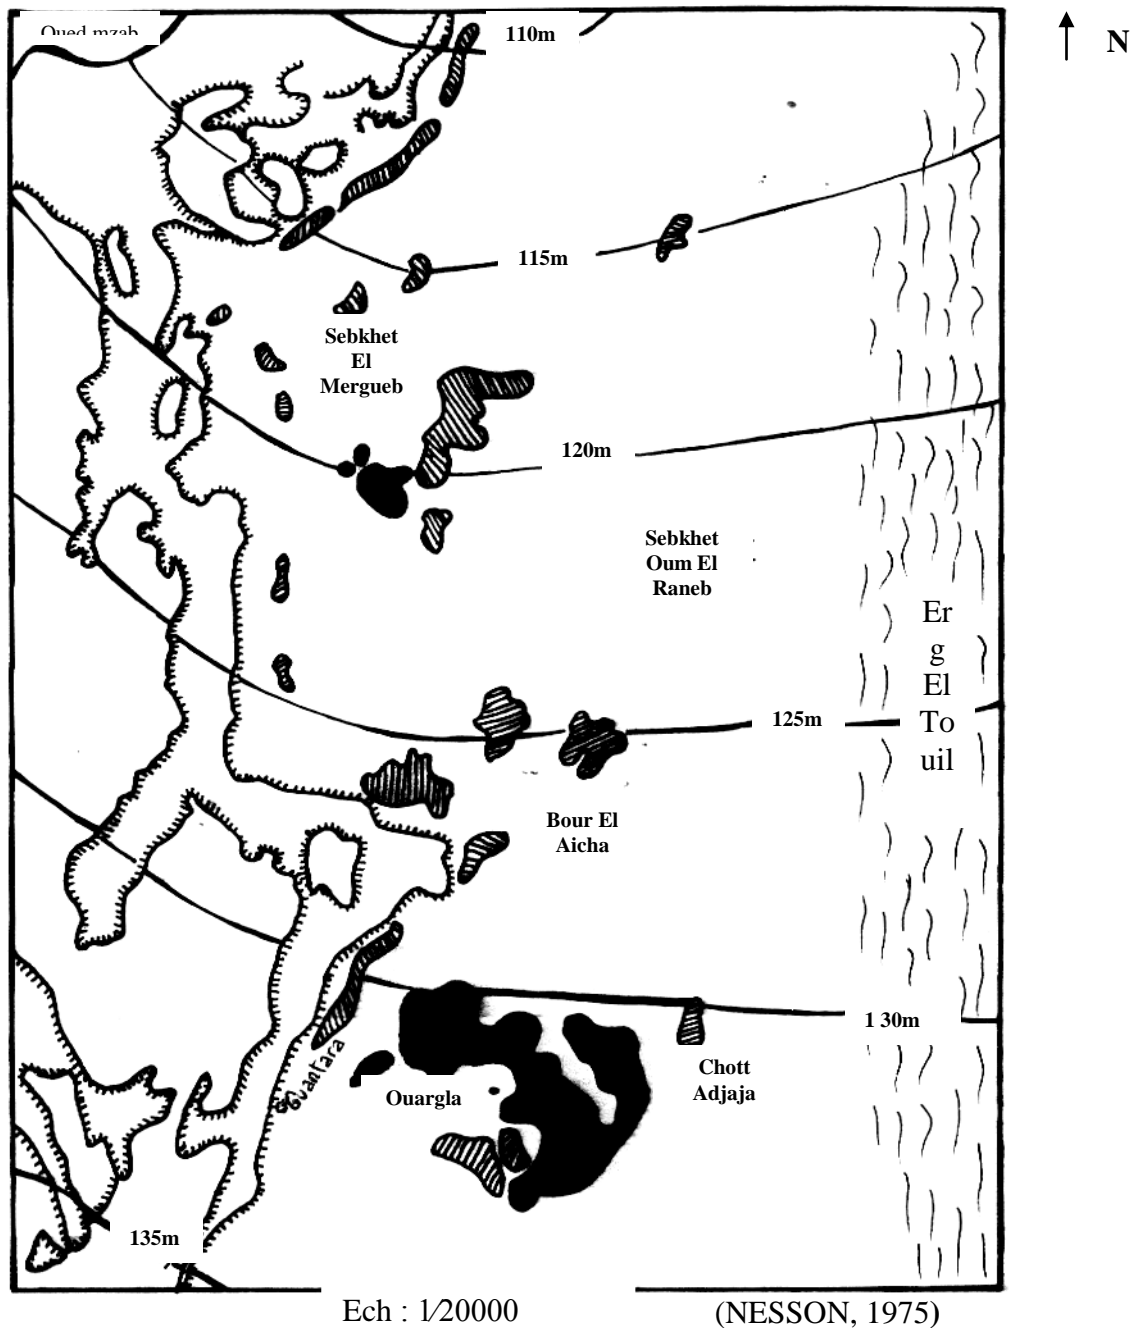 Oued mzab
110m
N
115m
Sebkhet
El
Mergueb
120m
Sebkhet
Oum El
Raneb
Er
g
El
To
uil
125m
Bour El
Aicha
1 30m
Guantara
Chott
Adjaja
Ouargla
135m
Ech : 1/20000
(NESSON, 1975)